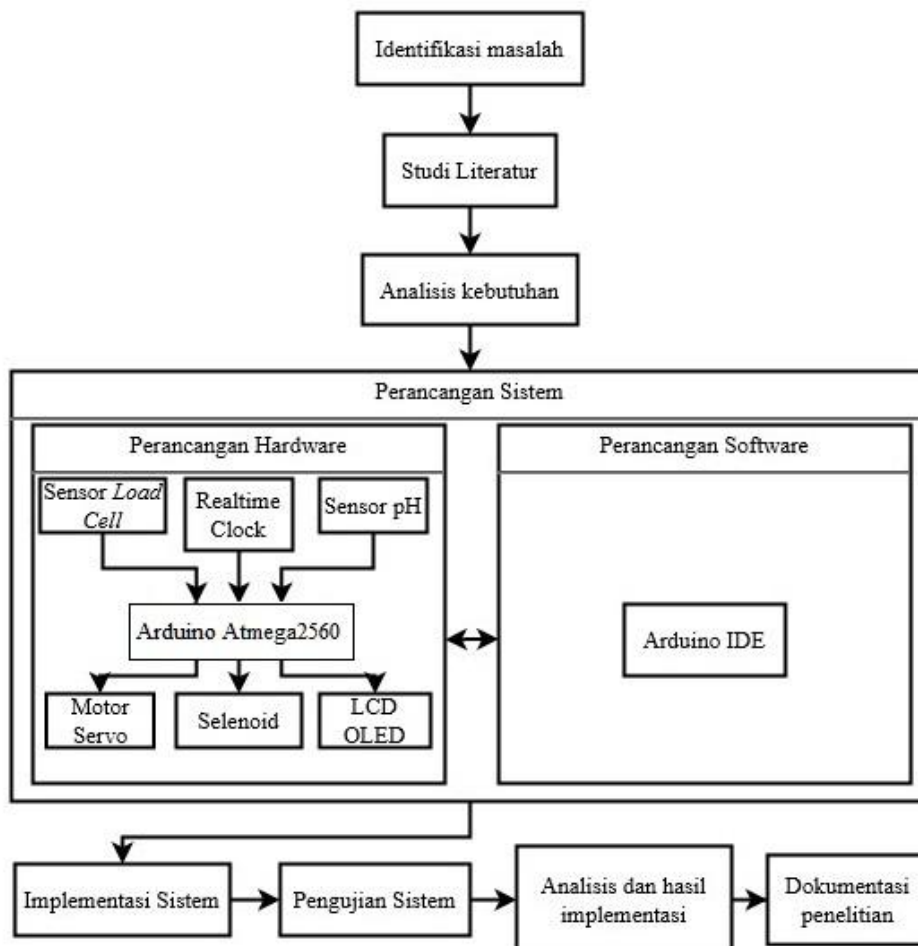 Identifikasi masalah
Studi Literatur
Analisis kebutuhan
Perancangan Sistem
Perancangan Hardware
Sensor Load
Cell
Realtime
Clock
Sensor pH
Arduino Atmega2560
Motor
Servo
Selenoid
LCD
OLED
Perancangan Software
Arduino IDE
Implementasi Sistem
Pengujian Sistem
Analisis dan hasil
implementasi
Dokumentasi
penelitian